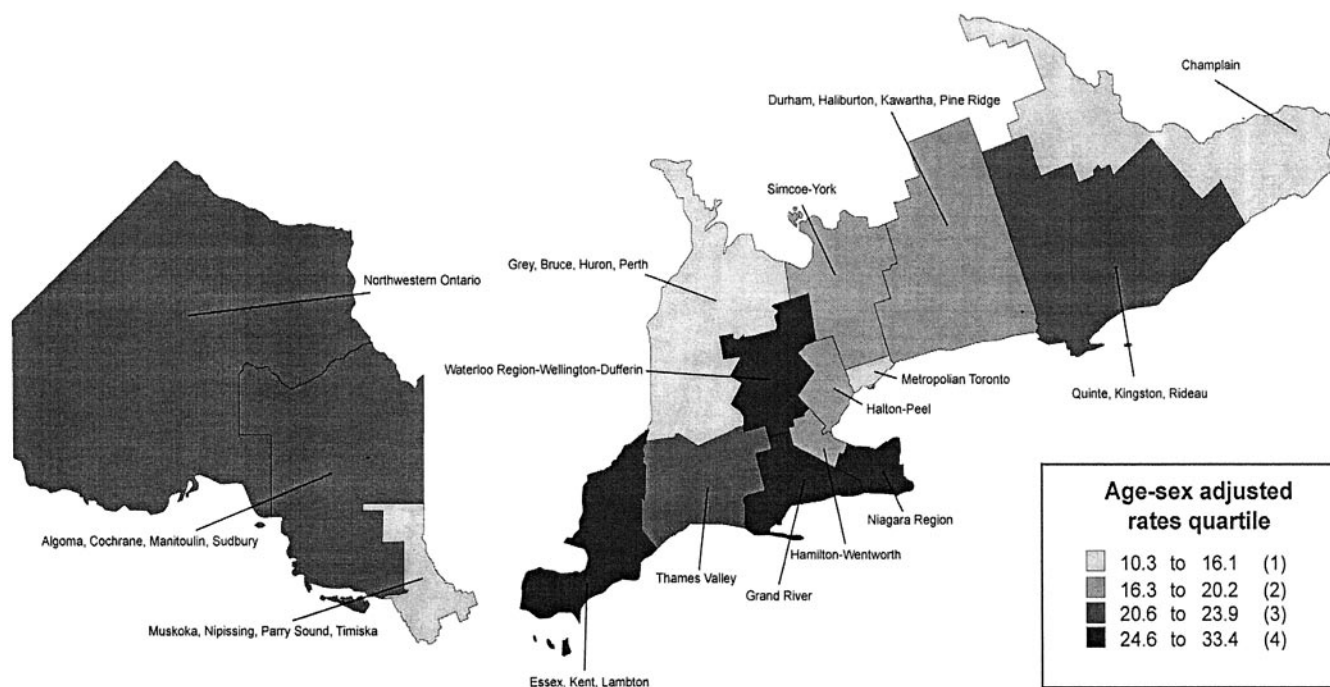 Champlain
Durham, Haliburton, Kawartha, Pine Ridge
Simcoe-York
Grey, Bruce, Huron, Perth
Northwestern Ontario
Waterloo Region-Wellington-Dufferin
Metropolian Toronto
Halton-Peel
Quinte, Kingston, Rideau
Niagara Region
Algoma, Cochrane, Manitoulin, Sudbury
Hamilton-Wentworth
Thames Valley
Grand River
Muskoka, Nipissing, Parry Sound, Timiska
Essex, Kent, Lambton
Age-sex adjusted
rates quartile
10.3 to 16.1 (1)
16.3 to 20.2 (2)
20.6 to 23.9 (3)
24.6 to 33.4 (4)